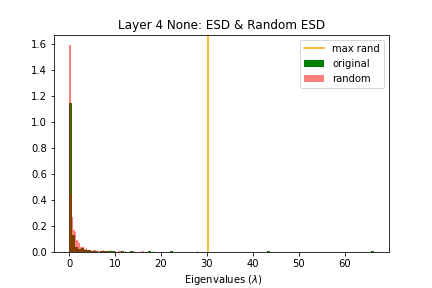 Layer 4 None: ESD & Random ESD
max rand
original
random
1.6
1.4
1.2
1.0
0.8
0.6
0.4
0.2
0.0
0 10 20 30 40 50 60
Eigenvalues (λ)